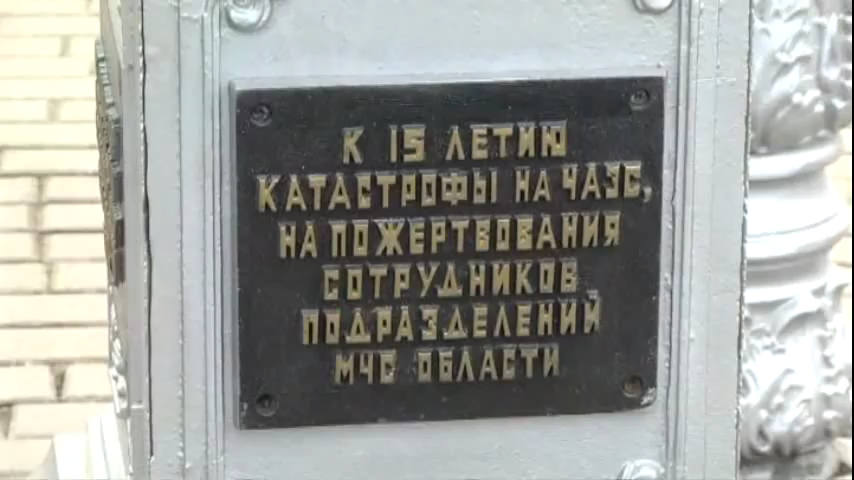 К 15 ЛЕТИЮ
КАТАСТРОФЫ НА ЧАЭС,
НА ПОЖЕРТВОВАНИЯ
СОТРУДНИКОВ
ПОДРАЗДЕЛЕНИЙ
МЧС ОБЛАСТИ